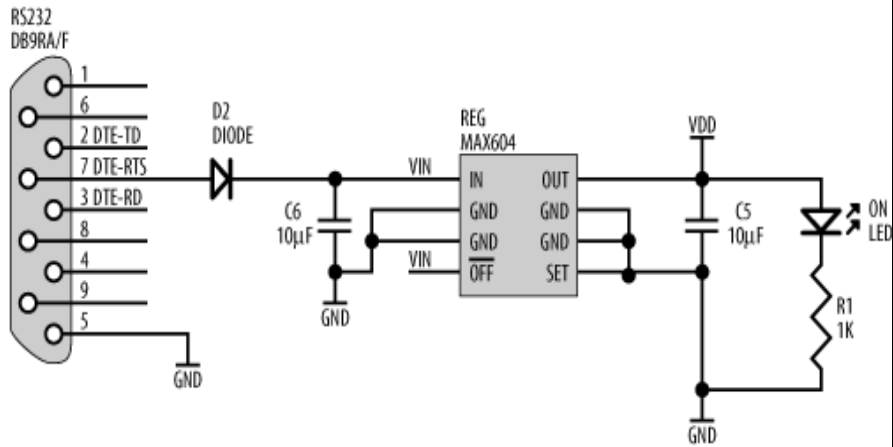 RS232
DB9RA/F
1
6
2 DTE-TD
7 DTE-RTS
3 DTE-RD
8
4
9
5
GND
D2
DIODE
C6
10μF
GND
VIN
VIN
REG
MAX604
IN
OUT
GND
GND
GND
GND
OFF
SET
VDD
C5
10μF
GND
ON
LED
R1
1K